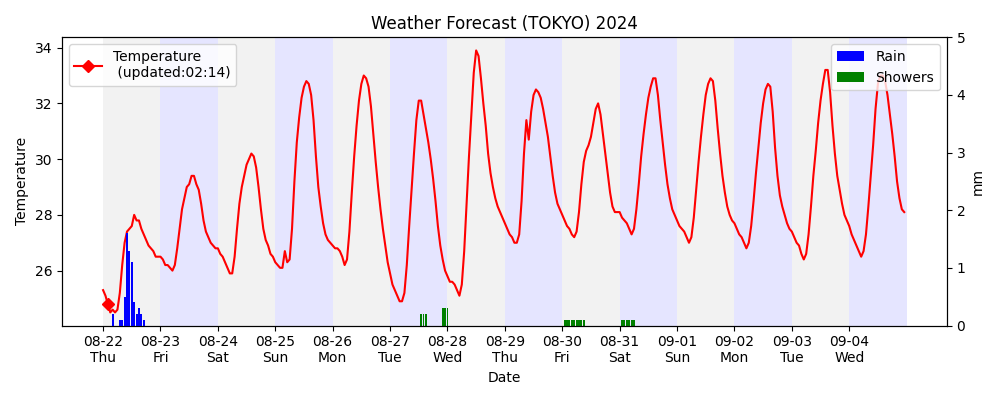 Weather Forecast (TOKYO) 2024
Temperature
(updated:02:14)
Rain
Showers
Temperature
34
32
30
28
26
5
4
3
2
1
0
mm
08-22 08-23 08-24 08-25 08-26 08-27 08-28 08-29 08-30 08-31 09-01 09-02 09-03 09-04
Thu Fri Sat Sun Mon Tue Wed Thu Fri Sat Sun Mon Tue Wed
Date